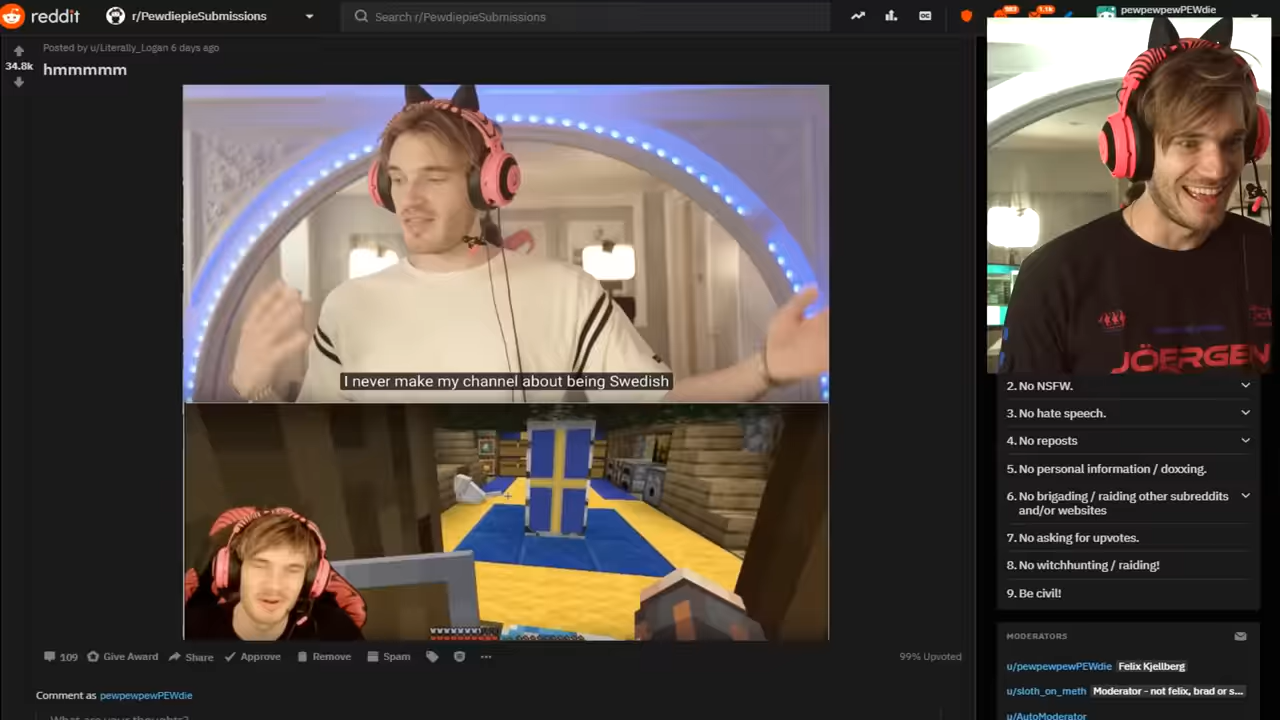 reddit
r/PewdiepieSubmissions
Search r/PewdiepieSubmissions
pewpewpewPEWdie
Posted by u/Literally_Logan 6 days ago
34.8k
hmmmmm
I never make my channel about being Swedish
JÖERGEN
2. No NSFW.
3. No hate speech.
4. No reposts
5. No personal information / doxxing.
6. No brigading / raiding other subreddits
and/or websites
7. No asking for upvotes.
8. No witchhunting / raiding!
9. Be civil!
MODERATORS
u/pewpewpewPEWdie Felix Kjellberg
u/sloth_on_meth Moderator - not felix, brad or s...
u/AutoModerator
109 Give Award Share Approve Remove Spam
99% Upvoted
Comment as pewpewpewPEWdie
What are your thoughts?